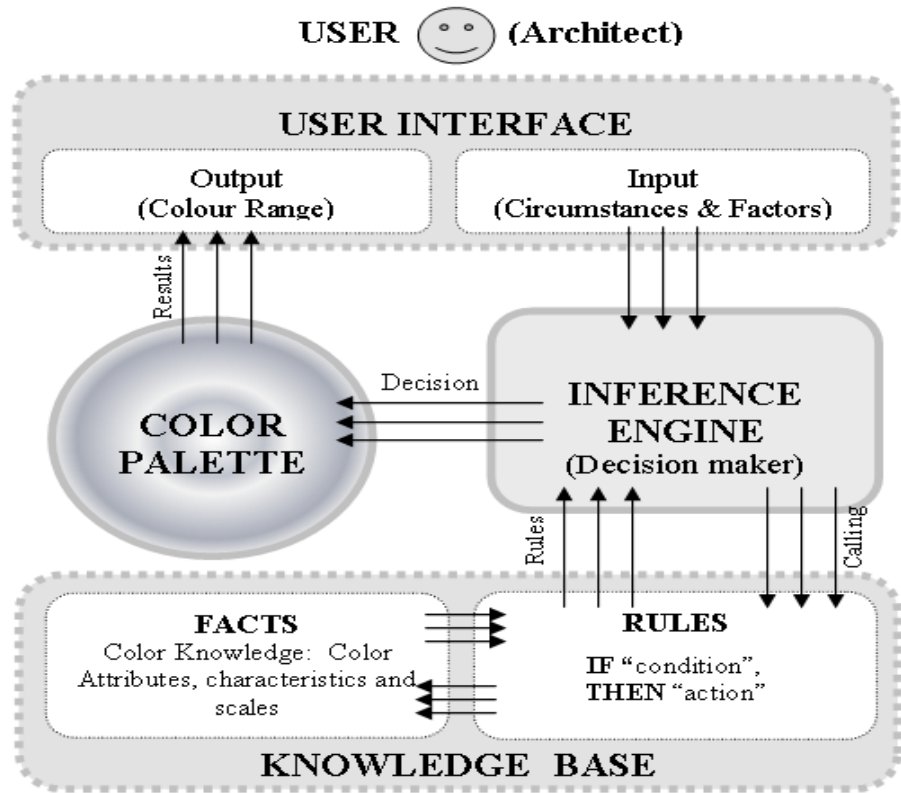 USER (Architect)
USER INTERFACE
Output
(Colour Range)
Input
(Circumstances & Factors)
Results
Decision
COLOR
PALETTE
INFERENCE
ENGINE
(Decision maker)
Rules
Calling
FACTS
Color Knowledge: Color
Attributes, characteristics and
scales
RULES
IF “condition”,
THEN “action”
KNOWLEDGE BASE